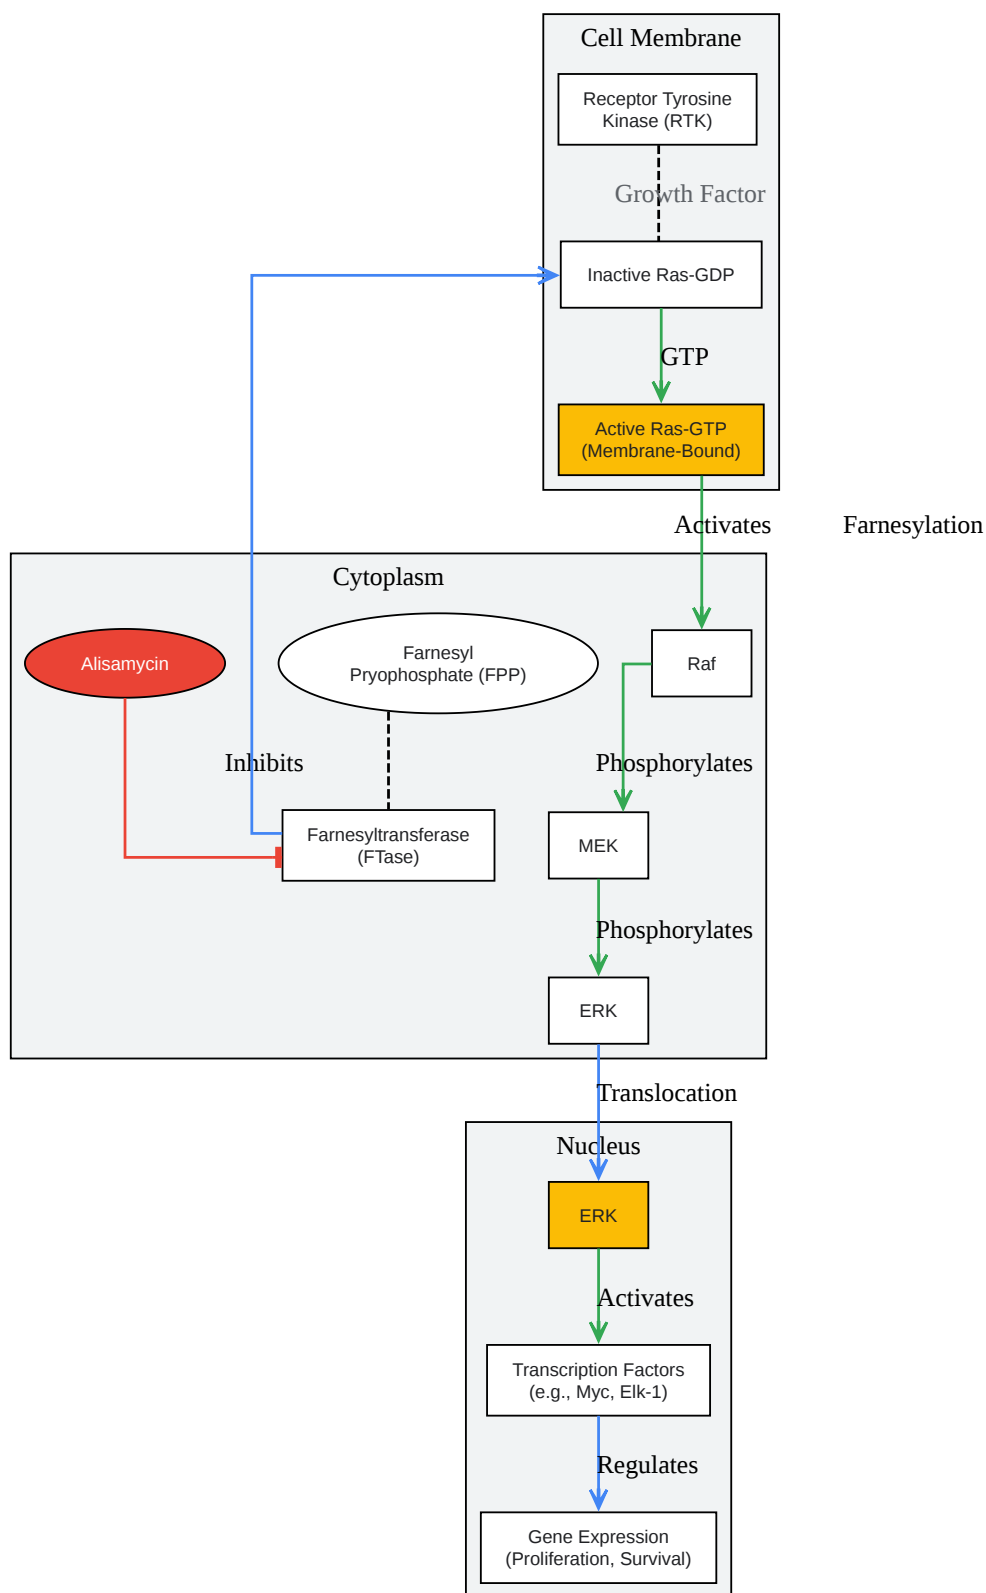 Cell Membrane
Receptor Tyrosine
Kinase (RTK)
Growth Factor
Inactive Ras-GDP
GTP
Active Ras-GTP
(Membrane-Bound)
Activates
Farnesylation
Cytoplasm
Alisamycin
Farnesyl
Pryophosphate (FPP)
Raf
Inhibits
Phosphorylates
Farnesyltransferase
(FTase)
MEK
Phosphorylates
ERK
Translocation
Nucleus
ERK
Activates
Transcription Factors
(e.g., Myc, Elk-1)
Regulates
Gene Expression
(Proliferation, Survival)